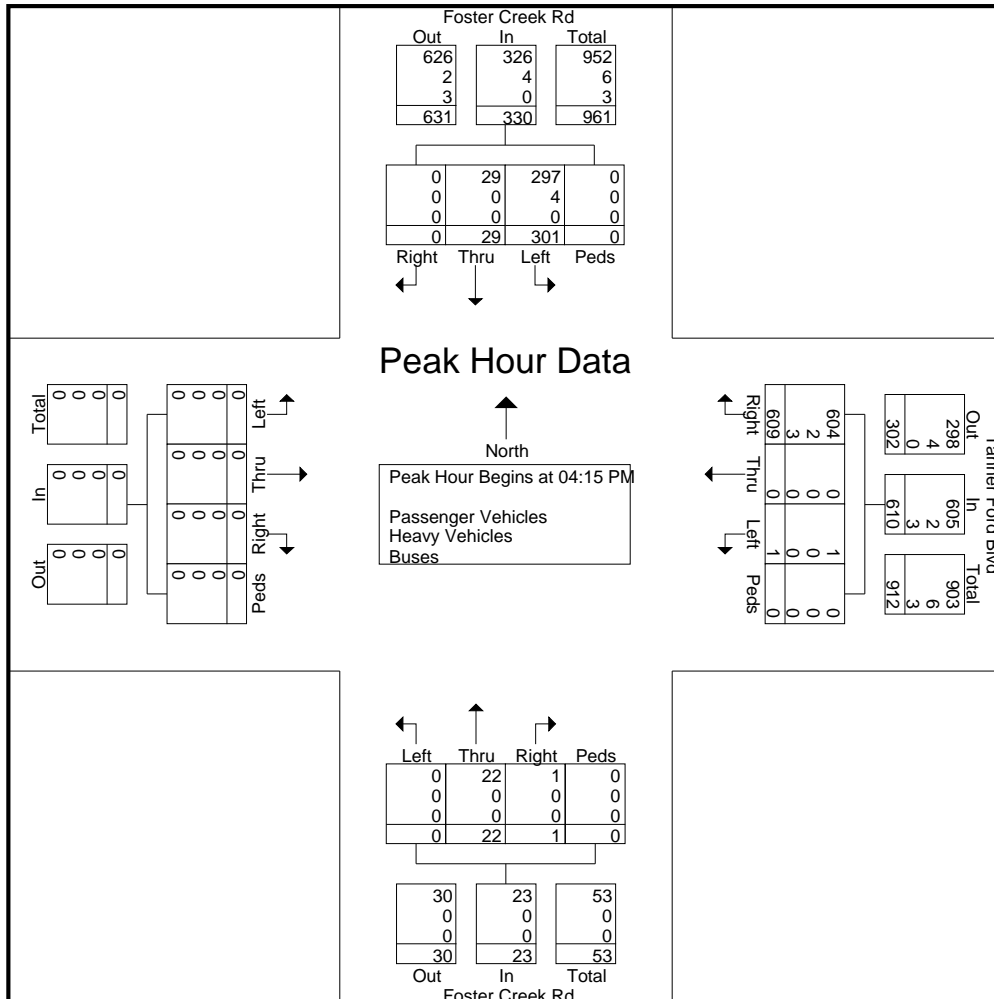 Foster Creek Rd
Out In Total
626 326 952
2 4 6
3 0 3
631 330 961
0 29 297 0
0 0 4 0
0 0 0 0
0 29 301 0
Right Thru Left Peds
Peak Hour Data
North
Peak Hour Begins at 04:15 PM
Passenger Vehicles
Heavy Vehicles
Buses
Total
0 0 0 0
In
0 0 0 0
Out
0 0 0 0
Left
0 0 0 0
Thru
0 0 0 0
Right
0 0 0 0
Peds
0 0 0 0
Right
609 3 2 604
Thru
0 0 0 0
Left
1 0 0 1
Peds
0 0 0 0
Out
302 0 4 298
In
610 3 2 605
Total
912 3 6 903
Ford Blvd
Left Thru Right Peds
0 22 1 0
0 0 0 0
0 0 0 0
0 22 1 0
30 23 53
0 0 0
0 0 0
30 23 53
Out In Total
Foster Creek Rd